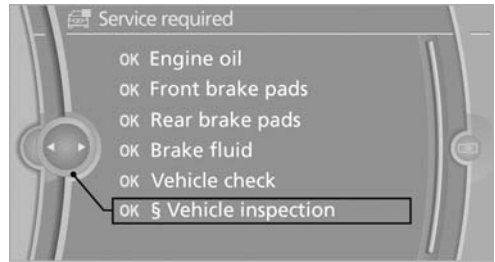 Service required
OK Engine oil
OK Front brake pads
OK Rear brake pads
OK Brake fluid
OK Vehicle check
OK § Vehicle inspection